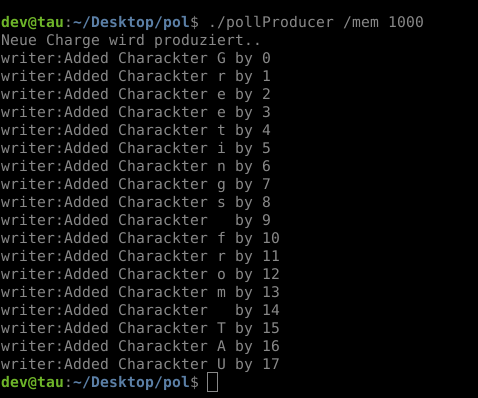 dev@tau:~/Desktop/pol$ ./pollProducer /mem 1000
Neue Charge wird produziert..
writer:Added Charackter G by 0
writer:Added Charackter r by 1
writer:Added Charackter e by 2
writer:Added Charackter e by 3
writer:Added Charackter t by 4
writer:Added Charackter i by 5
writer:Added Charackter n by 6
writer:Added Charackter g by 7
writer:Added Charackter s by 8
writer:Added Charackter   by 9
writer:Added Charackter f by 10
writer:Added Charackter r by 11
writer:Added Charackter o by 12
writer:Added Charackter m by 13
writer:Added Charackter   by 14
writer:Added Charackter T by 15
writer:Added Charackter A by 16
writer:Added Charackter U by 17
dev@tau:~/Desktop/pol$